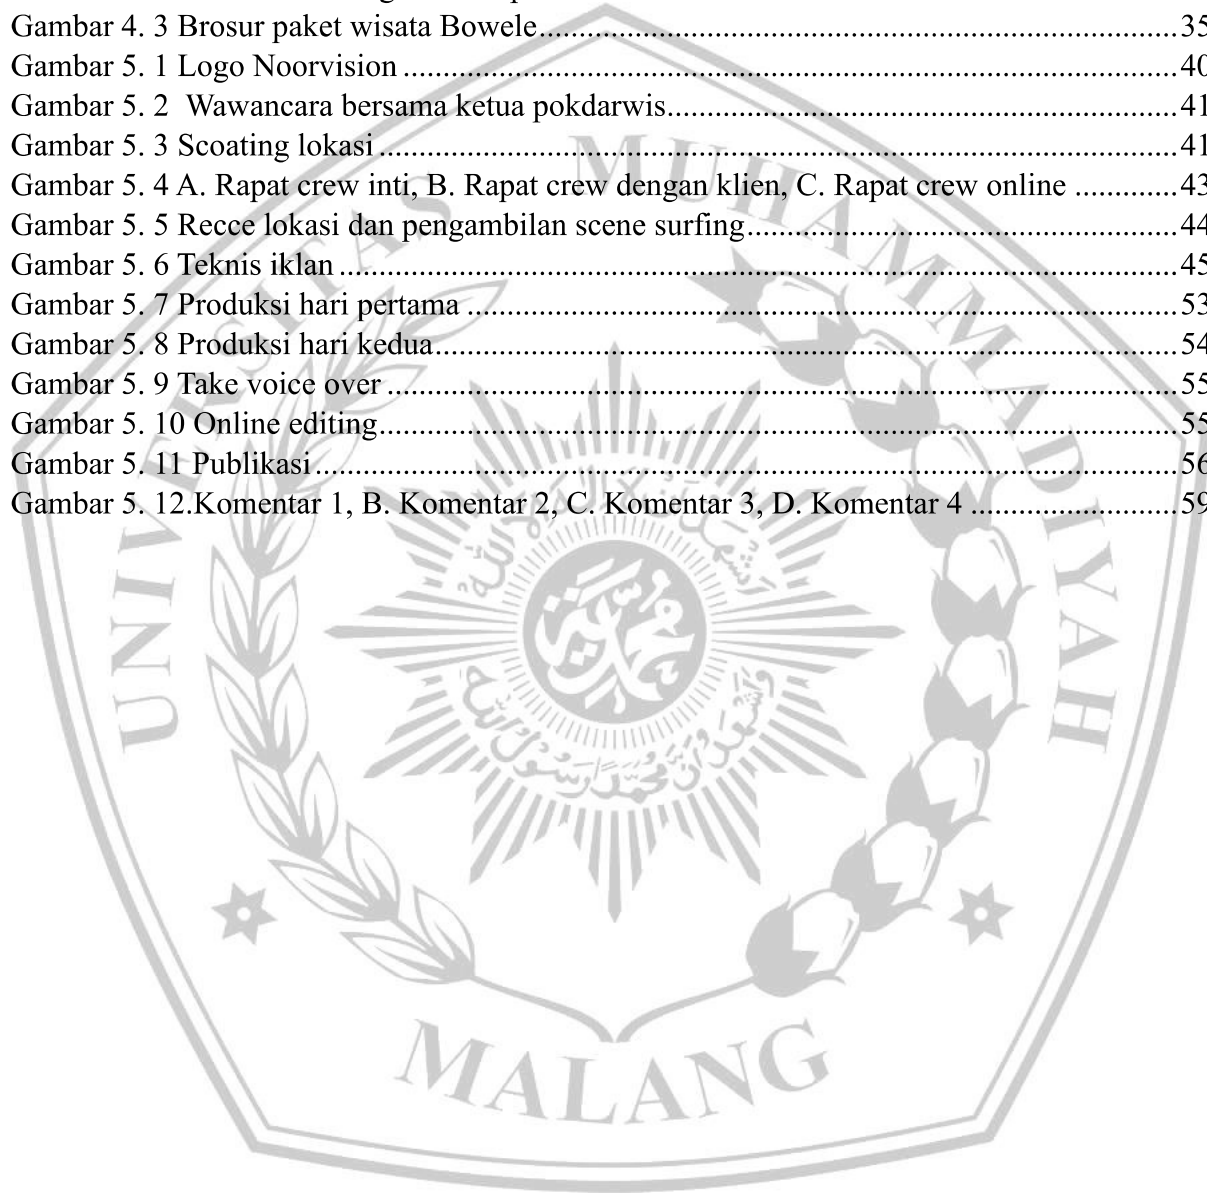 Gambar 4. 3 Brosur paket wisata Bowele....................................................................................35
Gambar 5. 1 Logo Noorvision.....................................................................................................40
Gambar 5. 2  Wawancara bersama ketua pokdarwis...................................................................41
Gambar 5. 3 Scoating lokasi.......................................................................................................41
Gambar 5. 4 A. Rapat crew inti, B. Rapat crew dengan klien, C. Rapat crew online .............43
Gambar 5. 5 Recce lokasi dan pengambilan scene surfing........................................................44
Gambar 5. 6 Teknis iklan............................................................................................................45
Gambar 5. 7 Produksi hari pertama ............................................................................................53
Gambar 5. 8 Produksi hari kedua................................................................................................54
Gambar 5. 9 Take voice over......................................................................................................55
Gambar 5. 10 Online editing.......................................................................................................55
Gambar 5. 11 Publikasi...............................................................................................................56
Gambar 5. 12.Komentar 1, B. Komentar 2, C. Komentar 3, D. Komentar 4 ..........................59
UNIVERSITAS MUHAMMADIYAH
MALANG